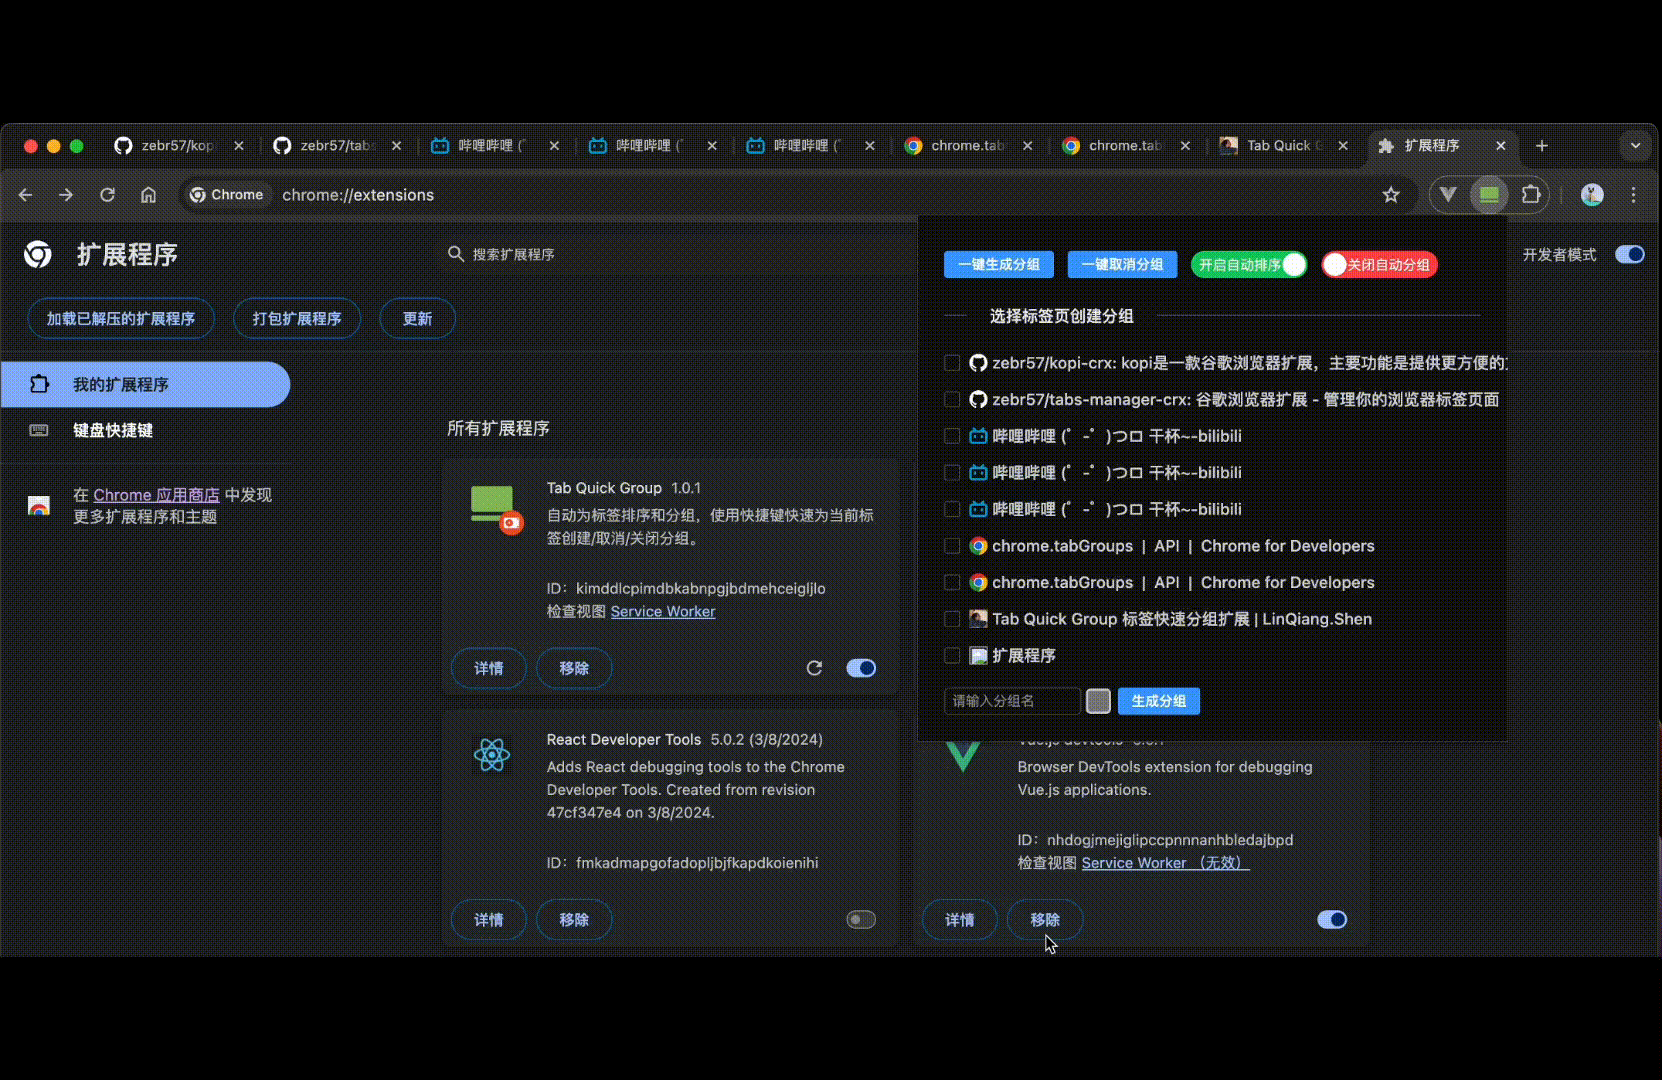 zebr57/kop
zebr57/tabs
哔哩哔哩 (゜
哔哩哔哩 (゜
哔哩哔哩 (゜
chrome.tab
chrome.tab
Tab Quick G
扩展程序
Chrome
chrome://extensions
扩展程序
搜索扩展程序
开发者模式
加载已解压的扩展程序
打包扩展程序
更新
我的扩展程序
键盘快捷键
在 Chrome 应用商店 中发现
更多扩展程序和主题
所有扩展程序
Tab Quick Group 1.0.1
自动为标签排序和分组，使用快捷键快速为当前标
签创建/取消/关闭分组。
ID：kimddlcpimdbkabnpgjbdmehceigljlo
检查视图 Service Worker
详情
移除
React Developer Tools 5.0.2 (3/8/2024)
Adds React debugging tools to the Chrome
Developer Tools. Created from revision
47cf347e4 on 3/8/2024.
ID：fmkadmapgofadopljbjfkapdkoienihi
详情
移除
一键生成分组
一键取消分组
开启自动排序
关闭自动分组
选择标签页创建分组
zebr57/kopi-crx: kopi是一款谷歌浏览器扩展，主要功能是提供更方便的
zebr57/tabs-manager-crx: 谷歌浏览器扩展 - 管理你的浏览器标签页面
哔哩哔哩 (゜-゜)つロ 干杯~-bilibili
哔哩哔哩 (゜-゜)つロ 干杯~-bilibili
哔哩哔哩 (゜-゜)つロ 干杯~-bilibili
chrome.tabGroups | API | Chrome for Developers
chrome.tabGroups | API | Chrome for Developers
Tab Quick Group 标签快速分组扩展 | LinQiang.Shen
扩展程序
请输入分组名
生成分组
Browser DevTools extension for debugging
Vue.js applications.
ID：nhdogjmejiglipccpnnnanhbledajbpd
检查视图 Service Worker （无效）
详情
移除